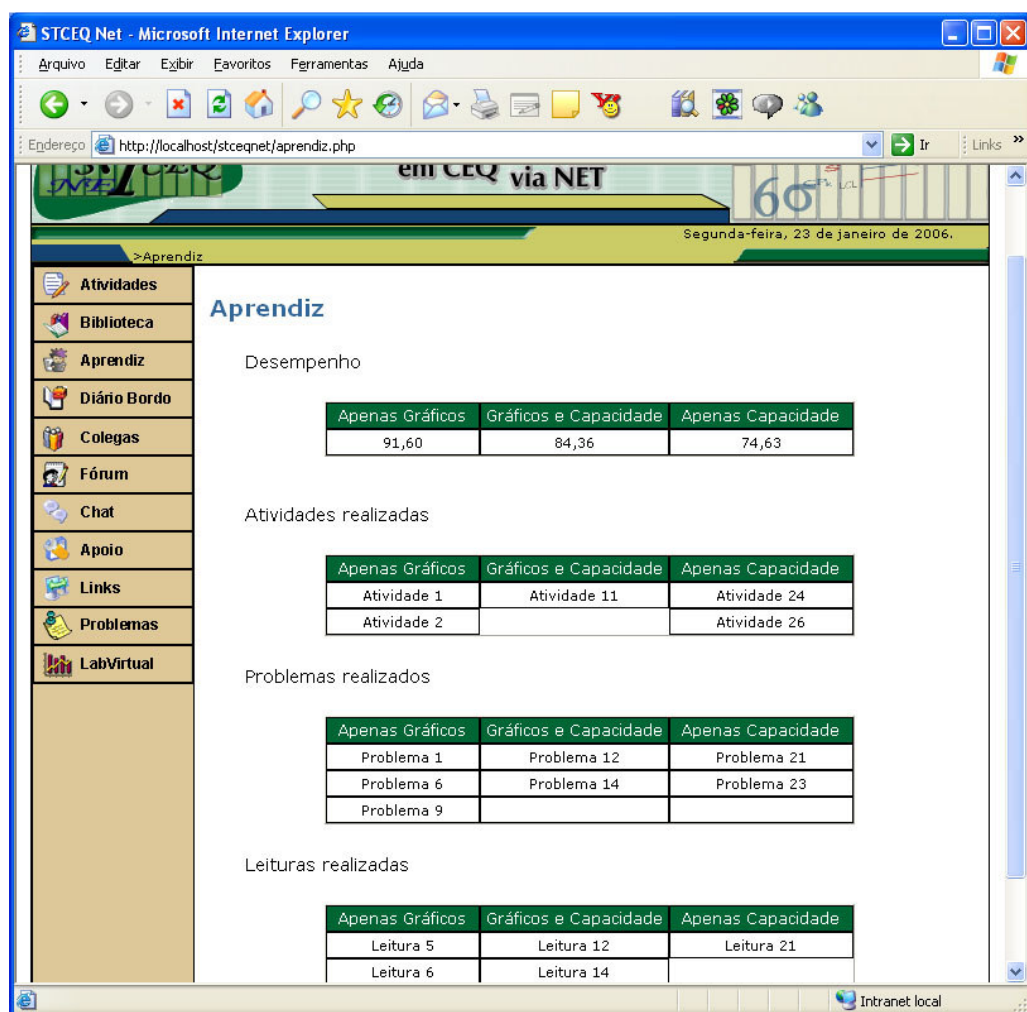 STCEQ Net - Microsoft Internet Explorer
Arquivo Editar Exibir Favoritos Ferramentas Ajuda
Endereço http://localhost/stceqnet/aprendiz.php Ir Links »
em CEQ via NET
6σ
Segunda-feira, 23 de janeiro de 2006.
>Aprendiz
Atividades
Biblioteca
Aprendiz
Diário Bordo
Colegas
Fórum
Chat
Apoio
Links
Problemas
LabVirtual
Aprendiz
Desempenho
Apenas Gráficos Gráficos e Capacidade Apenas Capacidade
91,60 84,36 74,63
Atividades realizadas
Apenas Gráficos Gráficos e Capacidade Apenas Capacidade
Atividade 1 Atividade 11 Atividade 24
Atividade 2 Atividade 26
Problemas realizados
Apenas Gráficos Gráficos e Capacidade Apenas Capacidade
Problema 1 Problema 12 Problema 21
Problema 6 Problema 14 Problema 23
Problema 9
Leituras realizadas
Apenas Gráficos Gráficos e Capacidade Apenas Capacidade
Leitura 5 Leitura 12 Leitura 21
Leitura 6 Leitura 14
Intranet local